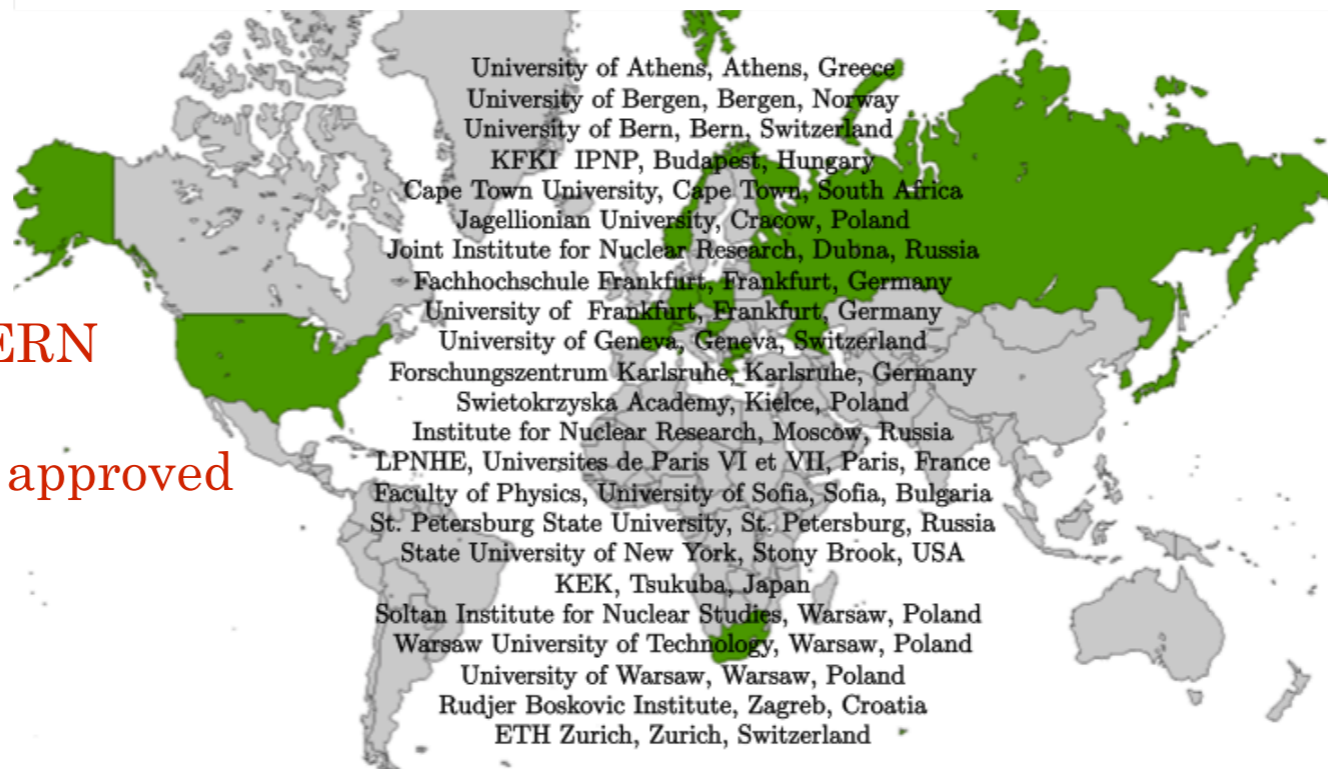 University of Athens, Athens, Greece
University of Bergen, Bergen, Norway
University of Bern, Bern, Switzerland
KFKI IPNP, Budapest, Hungary
Cape Town University, Cape Town, South Africa
Jagellionian University, Cracow, Poland
Joint Institute for Nuclear Research, Dubna, Russia
Fachhochschule Frankfurt, Frankfurt, Germany
University of Frankfurt, Frankfurt, Germany
ERN
University of Geneva, Geneva, Switzerland
Forschungszentrum Karlsruhe, Karlsruhe, Germany
Swietokrzyska Academy, Kielce, Poland
Institute for Nuclear Research, Moscow, Russia
approved
LPNHE, Universites de Paris VI et VII, Paris, France
Faculty of Physics, University of Sofia, Sofia, Bulgaria
St. Petersburg State University, St. Petersburg, Russia
State University of New York, Stony Brook, USA
KEK, Tsukuba, Japan
Soltan Institute for Nuclear Studies, Warsaw, Poland
Warsaw University of Technology, Warsaw, Poland
University of Warsaw, Warsaw, Poland
Rudjer Boskovic Institute, Zagreb, Croatia
ETH Zurich, Zurich, Switzerland